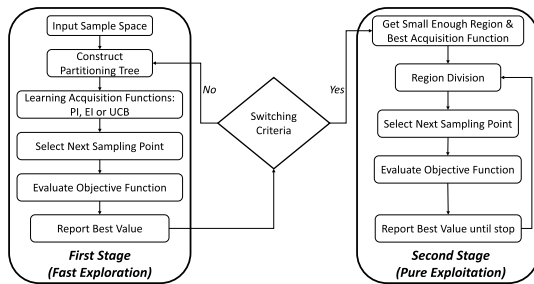 Input Sample Space
Construct
Partitioning Tree
Learning Acquisition Functions:
PI, EI or UCB
Select Next Sampling Point
Evaluate Objective Function
Report Best Value
First Stage
(Fast Exploration)
No
Switching
Criteria
Yes
Get Small Enough Region &
Best Acquisition Function
Region Division
Select Next Sampling Point
Evaluate Objective Function
Report Best Value until stop
Second Stage
(Pure Exploitation)